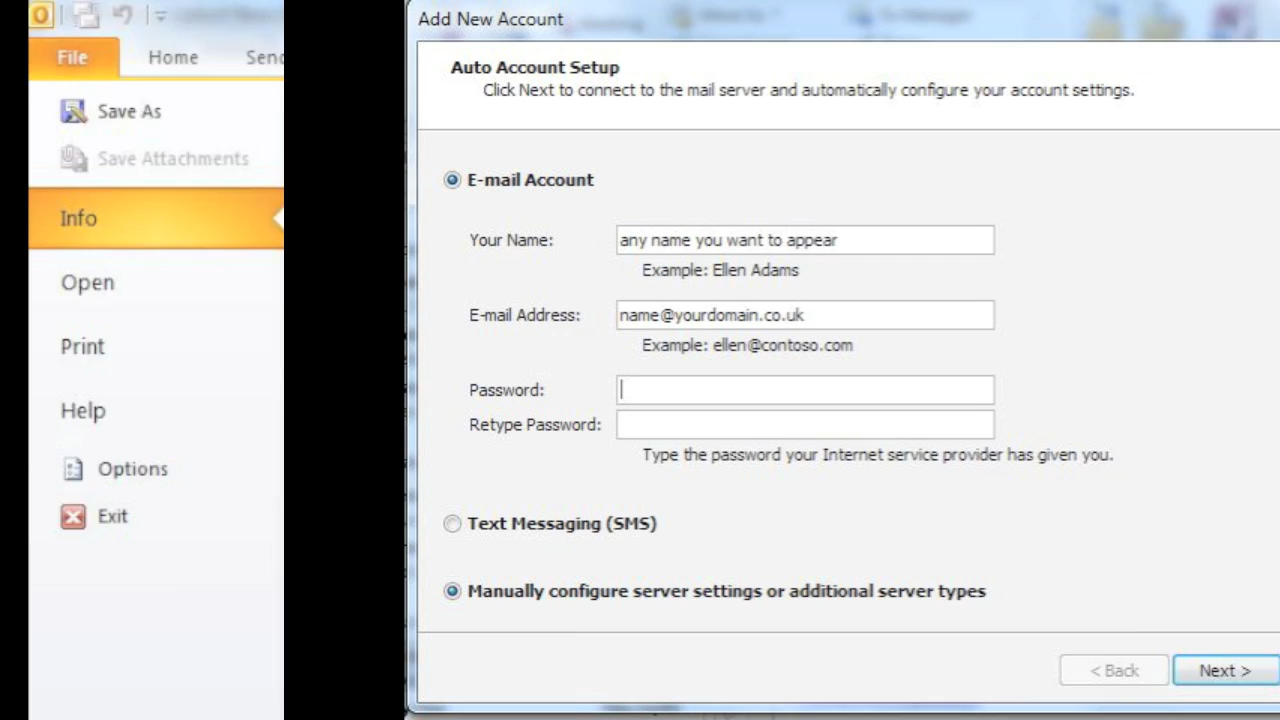 File Home Send
Save As
Save Attachments
Info
Open
Print
Help
Options
Exit
Add New Account
Auto Account Setup
Click Next to connect to the mail server and automatically configure your account settings.
E-mail Account
Your Name: any name you want to appear
Example: Ellen Adams
E-mail Address: name@yourdomain.co.uk
Example: ellen@contoso.com
Password:
Retype Password:
Type the password your Internet service provider has given you.
Text Messaging (SMS)
Manually configure server settings or additional server types
< Back Next >